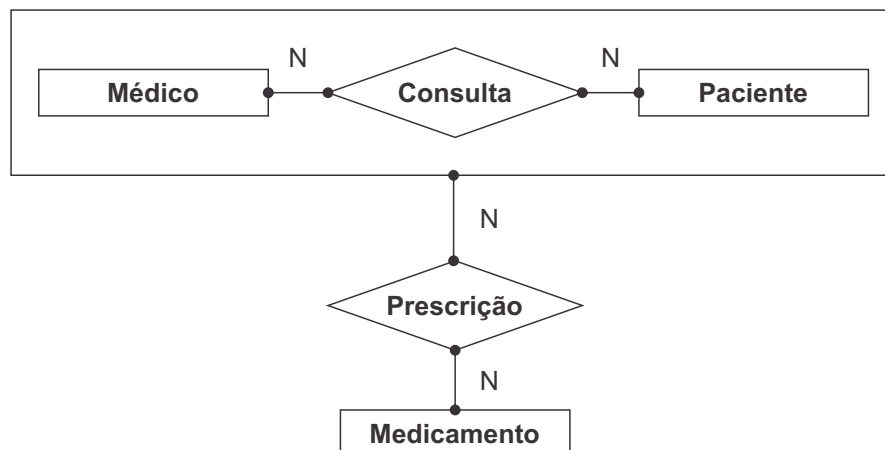 N N
Médico Consulta Paciente
N
Prescrição
N
Medicamento